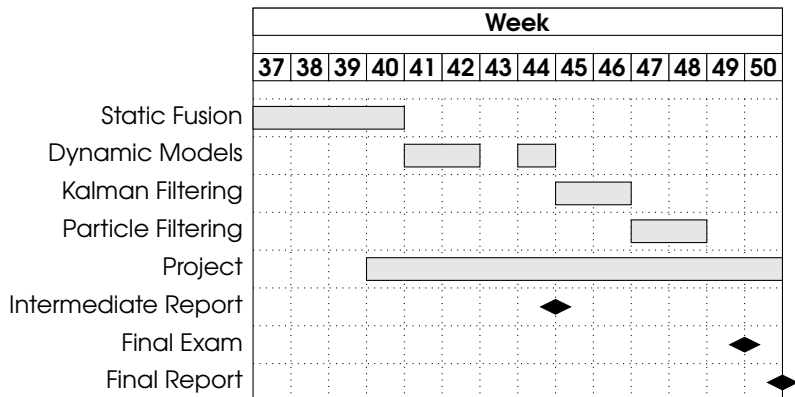 Week
37 38 39 40 41 42 43 44 45 46 47 48 49 50
Static Fusion
Dynamic Models
Kalman Filtering
Particle Filtering
Project
Intermediate Report
Final Exam
Final Report